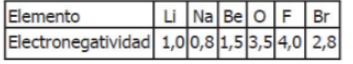 Elemento Li Na Be O F Br
Electronegatividad 1,0 0,8 1,5 3,5 4,0 2,8